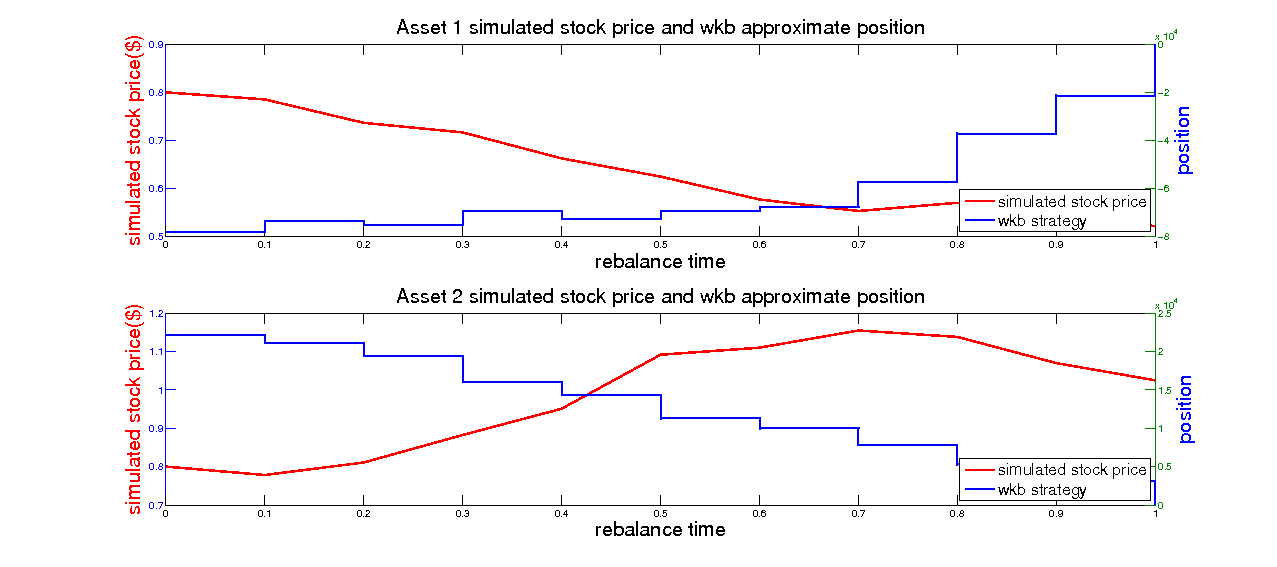 Asset 1 simulated stock price and wkb approximate position
x 10^4
simulated stock price($)
0.9
0.8
0.7
0.6
0.5
0
−2
−4
−6
−8
position
simulated stock price
wkb strategy
0 0.1 0.2 0.3 0.4 0.5 0.6 0.7 0.8 0.9 1
rebalance time
Asset 2 simulated stock price and wkb approximate position
x 10^4
simulated stock price($)
1.2
1.1
1
0.9
0.8
0.7
2.5
2
1.5
1
0.5
0
position
simulated stock price
wkb strategy
0 0.1 0.2 0.3 0.4 0.5 0.6 0.7 0.8 0.9 1
rebalance time